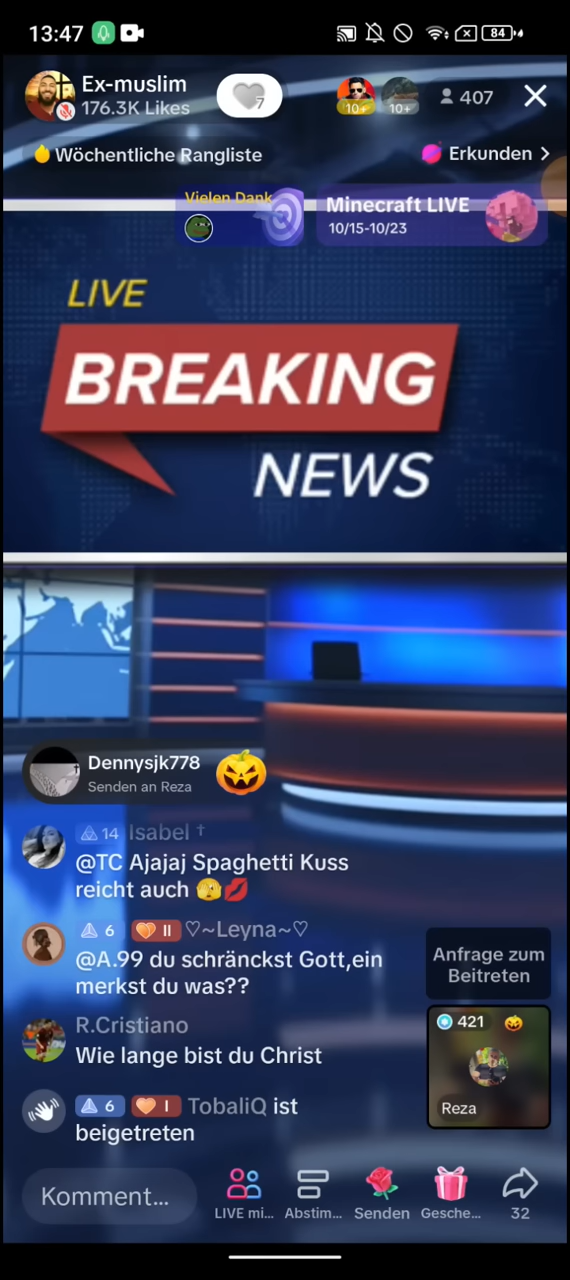 13:47
84
Ex-muslim
176.3K Likes
7
10+
10+
407
Wöchentliche Rangliste
Erkunden
Vielen Dank
Minecraft LIVE
10/15-10/23
LIVE
BREAKING
NEWS
Dennysjk778
Senden an Reza
14 Isabel †
@TC Ajajaj Spaghetti Kuss
reicht auch 🫣💋
6 II ♡~Leyna~♡
@A.99 du schränckst Gott,ein
merkst du was??
Anfrage zum
Beitreten
R.Cristiano
Wie lange bist du Christ
421
Reza
6 I TobaliQ ist
beigetreten
Komment...
LIVE mi...
Abstim...
Senden
Gesche...
32